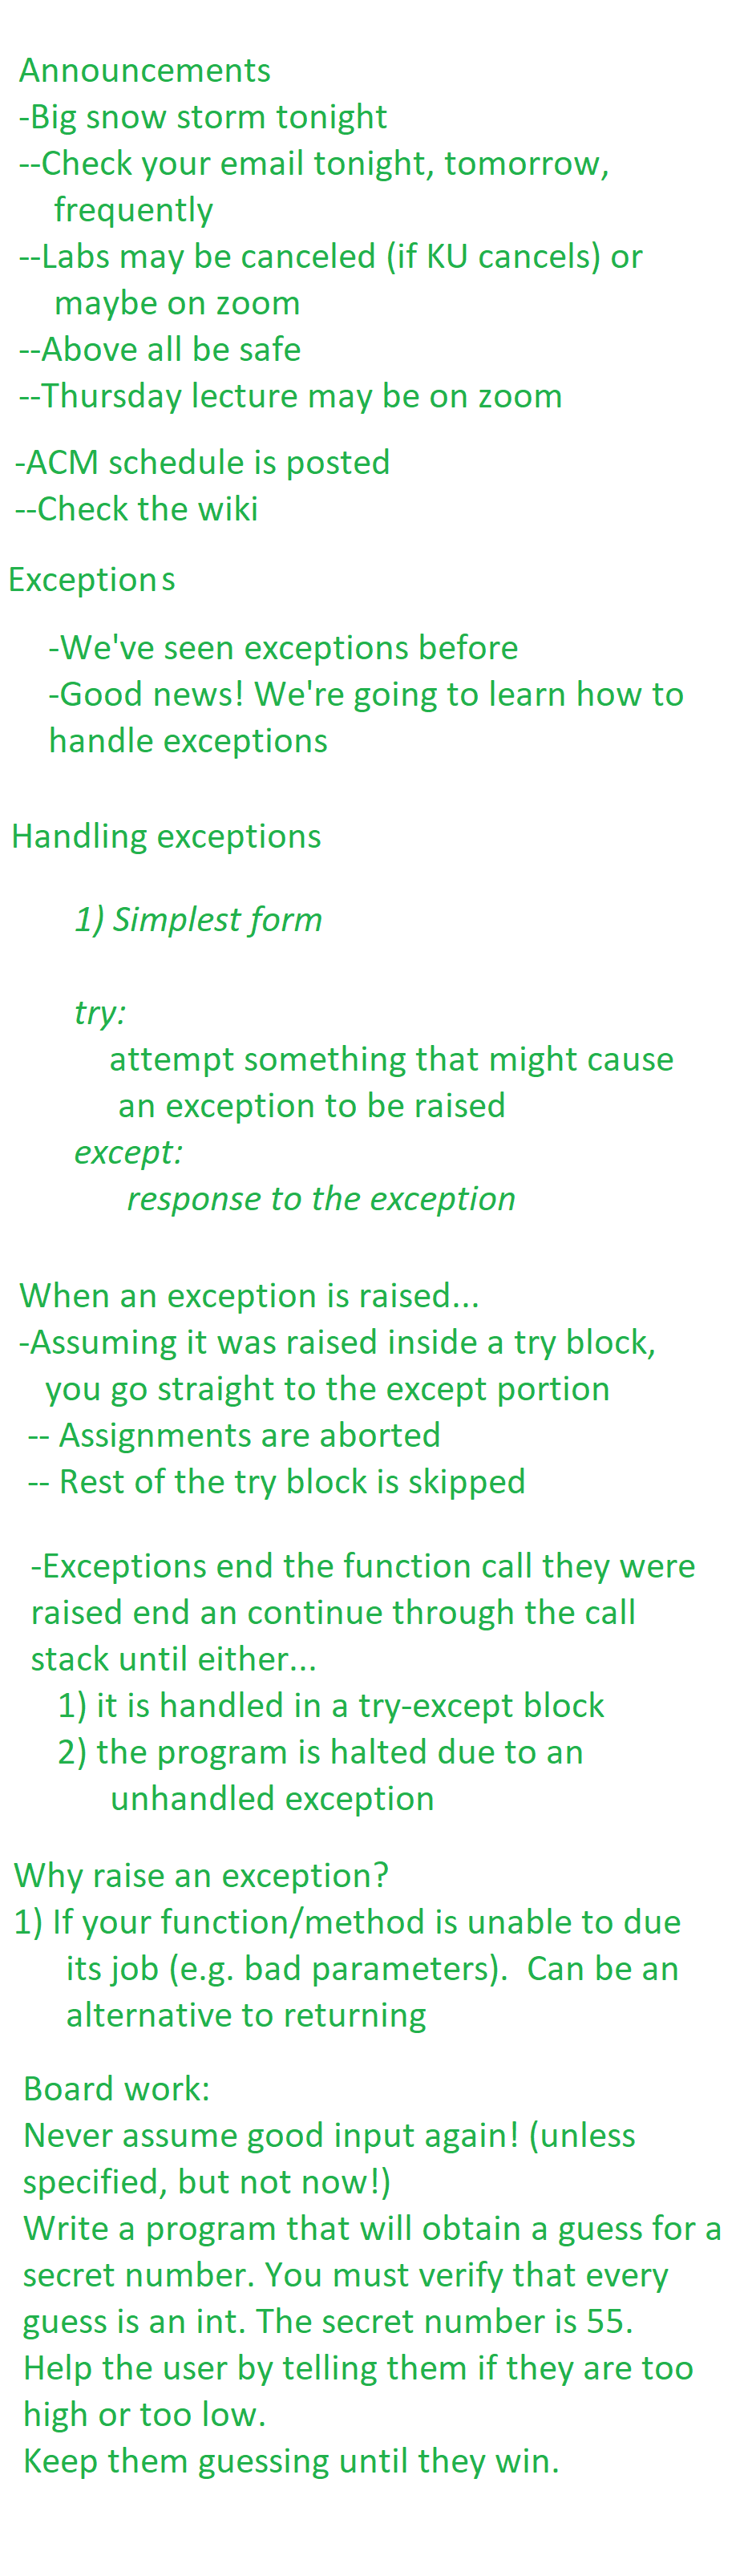 Announcements
-Big snow storm tonight
--Check your email tonight, tomorrow,
frequently
--Labs may be canceled (if KU cancels) or
maybe on zoom
--Above all be safe
--Thursday lecture may be on zoom
-ACM schedule is posted
--Check the wiki
Exceptions
-We've seen exceptions before
-Good news! We're going to learn how to
handle exceptions
Handling exceptions
1) Simplest form
try:
attempt something that might cause
an exception to be raised
except:
response to the exception
When an exception is raised...
-Assuming it was raised inside a try block,
you go straight to the except portion
-- Assignments are aborted
-- Rest of the try block is skipped
-Exceptions end the function call they were
raised end an continue through the call
stack until either...
1) it is handled in a try-except block
2) the program is halted due to an
unhandled exception
Why raise an exception?
1) If your function/method is unable to due
its job (e.g. bad parameters).  Can be an
alternative to returning
Board work:
Never assume good input again! (unless
specified, but not now!)
Write a program that will obtain a guess for a
secret number. You must verify that every
guess is an int. The secret number is 55.
Help the user by telling them if they are too
high or too low.
Keep them guessing until they win.